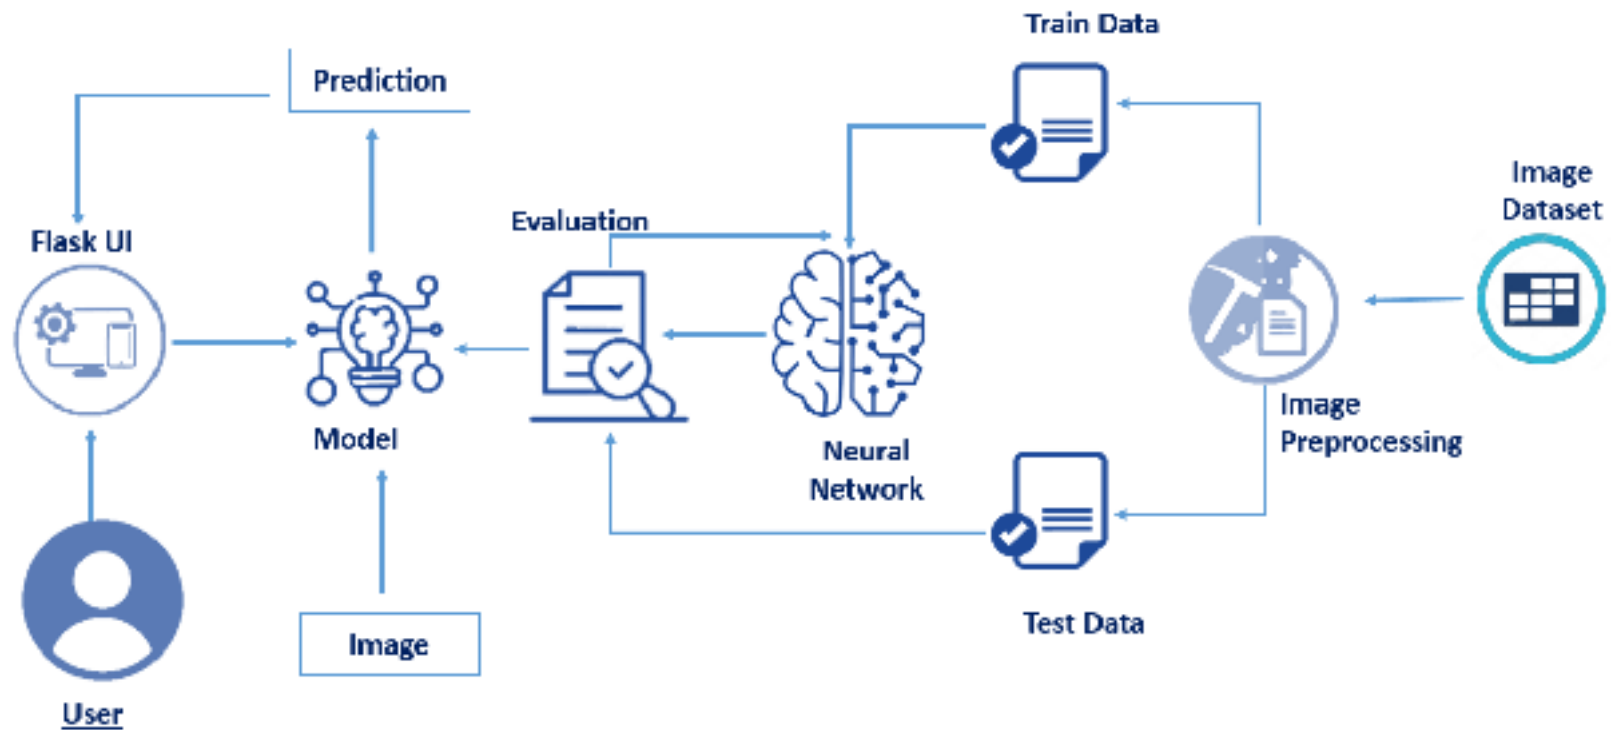 Train Data
Prediction
Image
Dataset
Evaluation
Flask UI
Image
Preprocessing
Model
Neural
Network
Test Data
Image
User